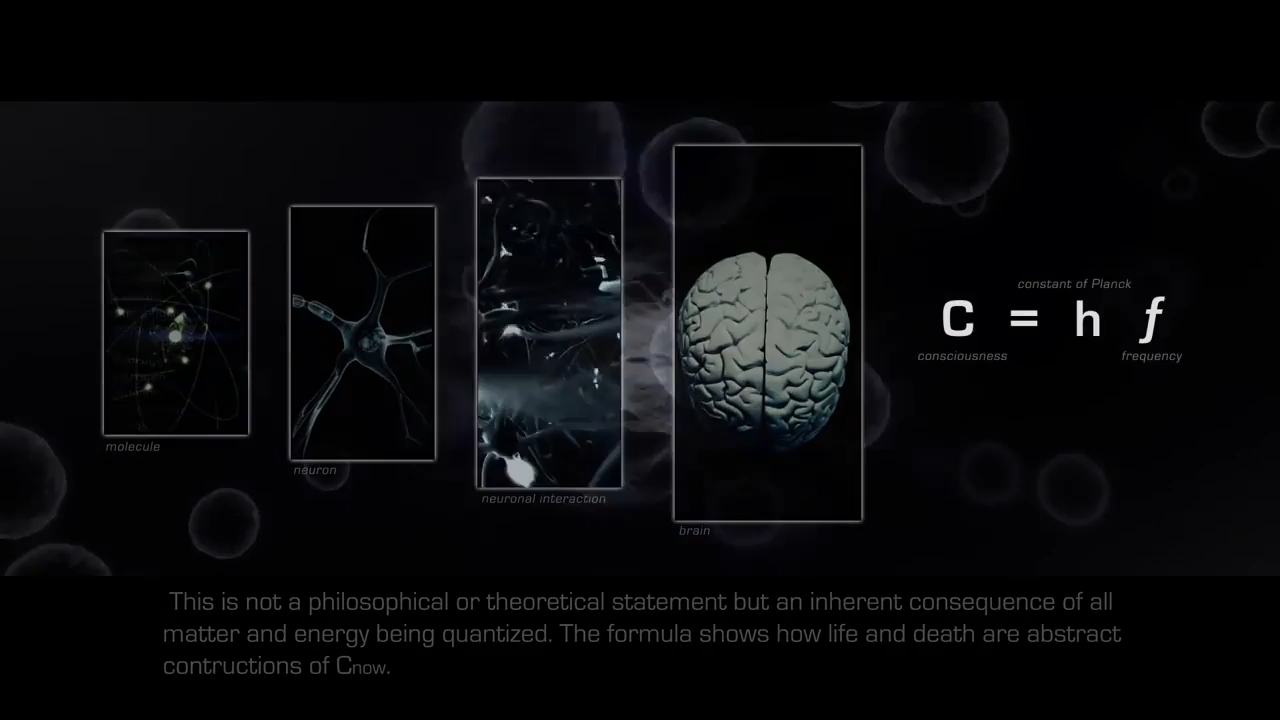 constant of Planck
C = h f
consciousness frequency
molecule
neuron
neuronal interaction
brain
This is not a philosophical or theoretical statement but an inherent consequence of all
matter and energy being quantized. The formula shows how life and death are abstract
contructions of Cnow.